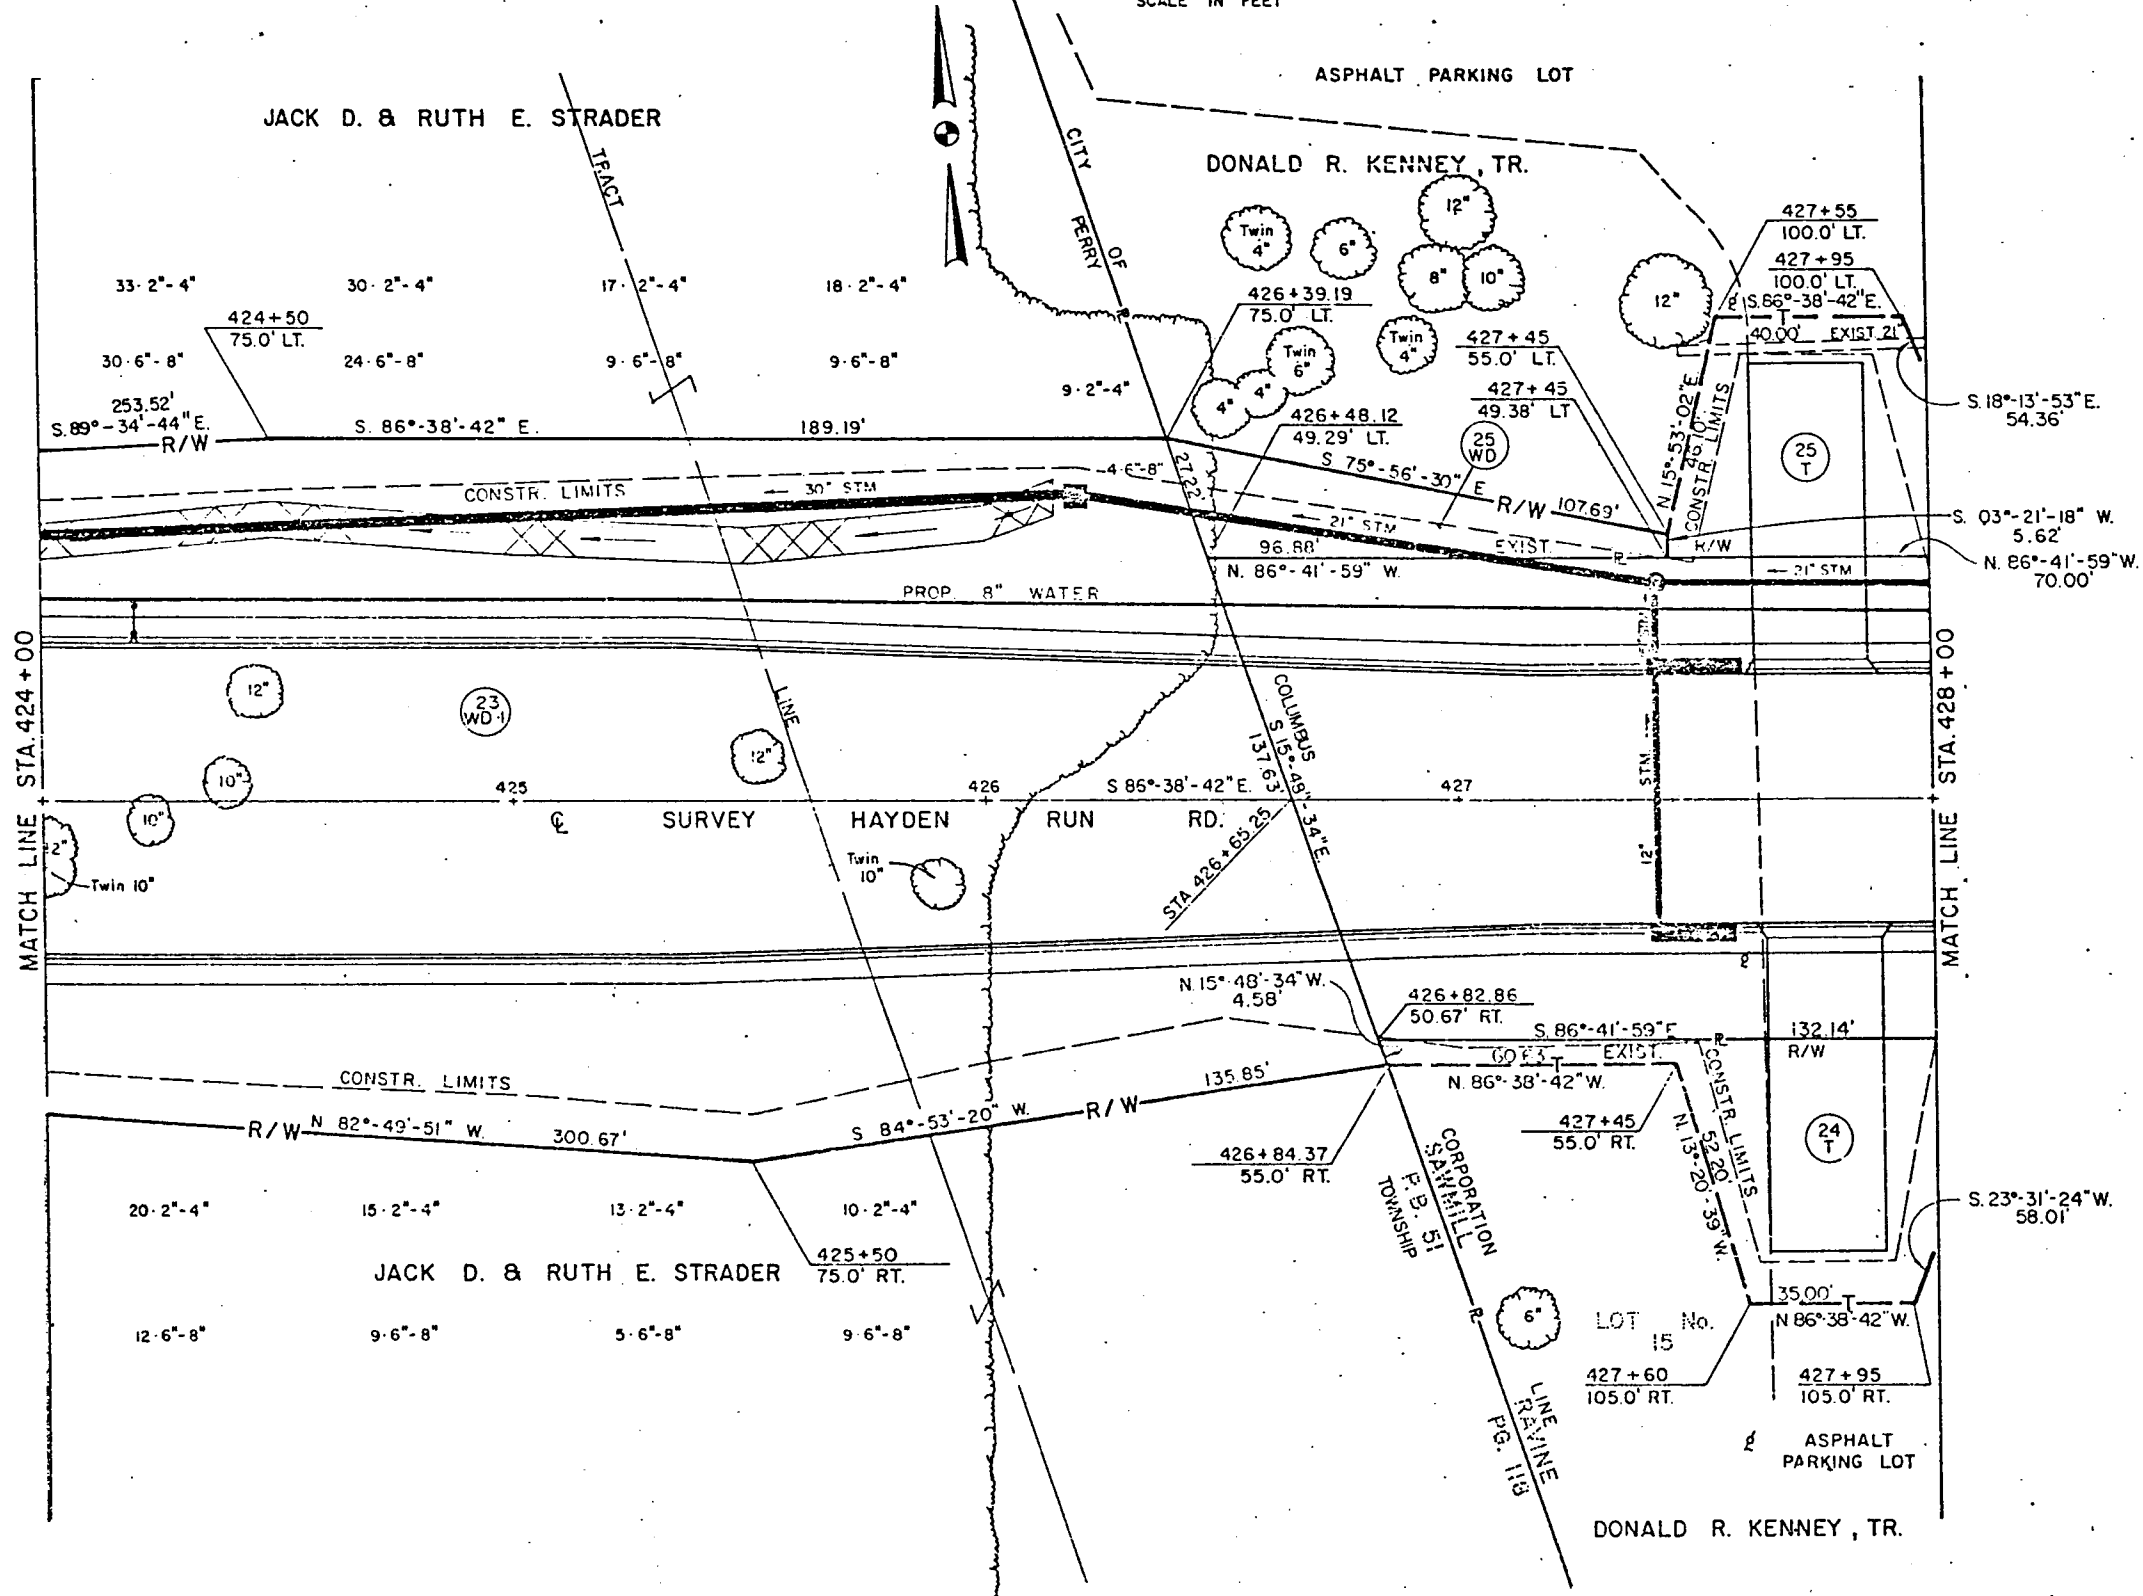 SCALE IN FEET
ASPHALT PARKING LOT
JACK D. & RUTH E. STRADER
TRACT
CITY
OF
PERRY
DONALD R. KENNEY, TR.
Twin
4"
6"
12"
8"
10"
12"
427+55
100.0' LT.
427+95
100.0' LT.
S.86°-38'-42"E.
T
40.00'
EXIST. 21"
33-2"-4"
30-2"-4"
17-2"-4"
18-2"-4"
424+50
75.0' LT.
426+39.19
75.0' LT.
Twin
6"
Twin
4"
427+45
55.0' LT.
427+45
49.38' LT
30-6"-8"
24-6"-8"
9-6"-8"
9-6"-8"
9-2"-4"
4"
4"
S.18°-13'-53"E.
54.36'
253.52'
S.89°-34'-44"E.
R/W
S. 86°-38'-42" E.
189.19'
426+48.12
49.29' LT.
25
WD
N.15°-53'-02"E.
46.10'
CONSTR. LIMITS
25
T
27.22'
S 75°-56'-30" E
R/W
107.69'
4-6"-8"
CONSTR. LIMITS
30" STM
21" STM
S. 03°-21'-18" W.
5.62'
96.88'
EXIST.
R/W
N. 86°-41'-59" W.
N. 86°-41'-59" W.
70.00'
21" STM
PROP. 8" WATER
MATCH LINE STA. 424+00
12"
23
WD-1
LINE
12"
10"
10"
2"
Twin 10"
COLUMBUS
S 15°-48'-34"E.
137.63'
12" STM.
MATCH LINE STA. 428+00
425
426
S 86°-38'-42"E.
427
℄ SURVEY HAYDEN RUN RD.
STA 426+65.25
Twin
10"
N.15°-48'-34"W.
4.58'
426+82.86
50.67' RT.
S. 86°-41'-59"E
132.14'
R/W
60.63
T
EXIST.
N. 86°-38'-42"W.
CONSTR. LIMITS
135.85'
R/W
S 84°-53'-20" W.
R/W
N 82°-49'-51" W.
300.67'
427+45
55.0' RT.
426+84.37
55.0' RT.
CONSTR. LIMITS
52.20'
N. 13°-20'-39"W.
24
T
CORPORATION
SAWMILL
P.B. 51
TOWNSHIP
S.23°-31'-24"W.
58.01'
20-2"-4"
15-2"-4"
13-2"-4"
10-2"-4"
425+50
75.0' RT.
JACK D. & RUTH E. STRADER
12-6"-8"
9-6"-8"
5-6"-8"
9-6"-8"
6"
LOT No.
15
35.00'
T
N 86°-38'-42"W.
427+60
105.0' RT.
427+95
105.0' RT.
LINE
RAVINE
PG. 118
ASPHALT
PARKING LOT
DONALD R. KENNEY, TR.